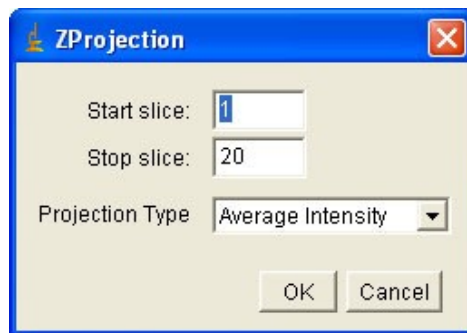 ZProjection
Start slice: 1
Stop slice: 20
Projection Type Average Intensity
OK Cancel